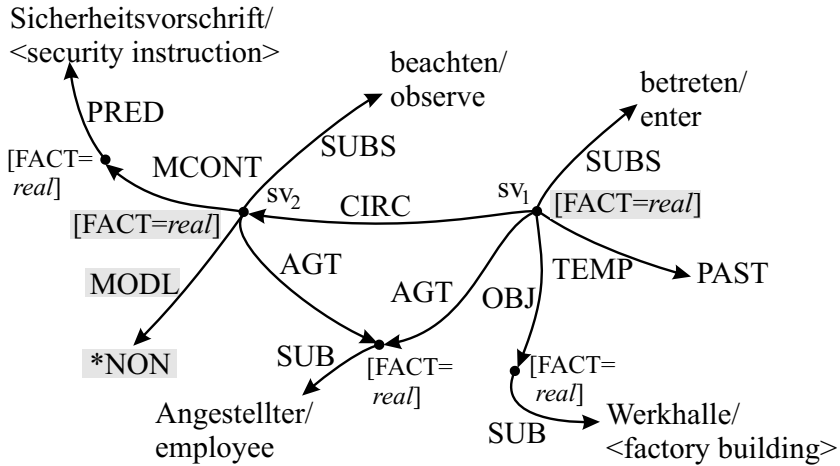 Sicherheitsvorschrift/
<security instruction>
beachten/
observe
betreten/
enter
PRED
SUBS
SUBS
[FACT=
real]
MCONT
sv2
sv1
CIRC
[FACT=real]
[FACT=real]
AGT
AGT
OBJ
TEMP
PAST
MODL
*NON
SUB
[FACT=
real]
[FACT=
real]
Angestellter/
employee
SUB
Werkhalle/
<factory building>